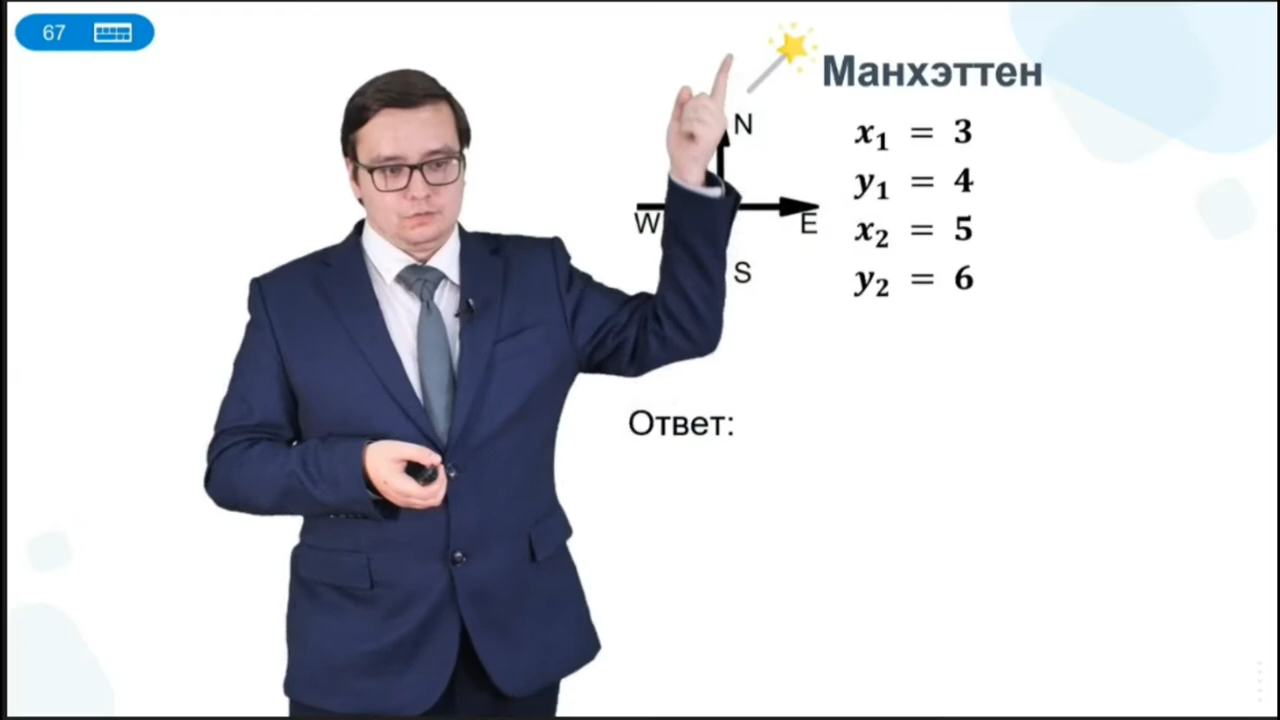 67
Манхэттен
N
W
E
S
x₁ = 3
y₁ = 4
x₂ = 5
y₂ = 6
Ответ: